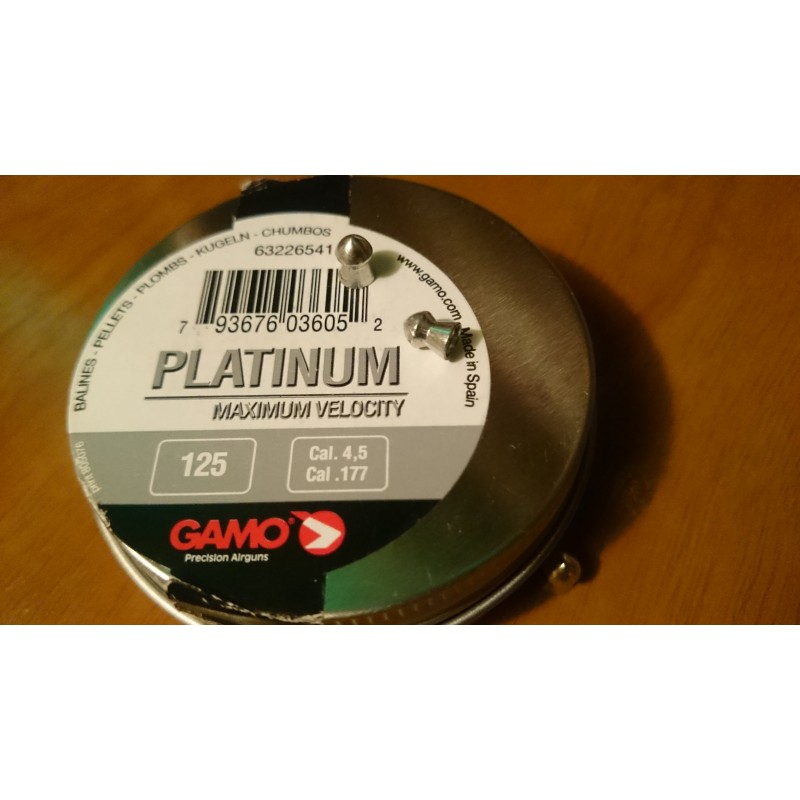 BALINES - PELLETS - PLOMBS - KUGELN - CHUMBOS
63226541
www.gamo.com
Made in Spain
7 93676 03605 2
PLATINUM
MAXIMUM VELOCITY
125
Cal. 4,5
Cal .177
GAMO®
Precision Airguns